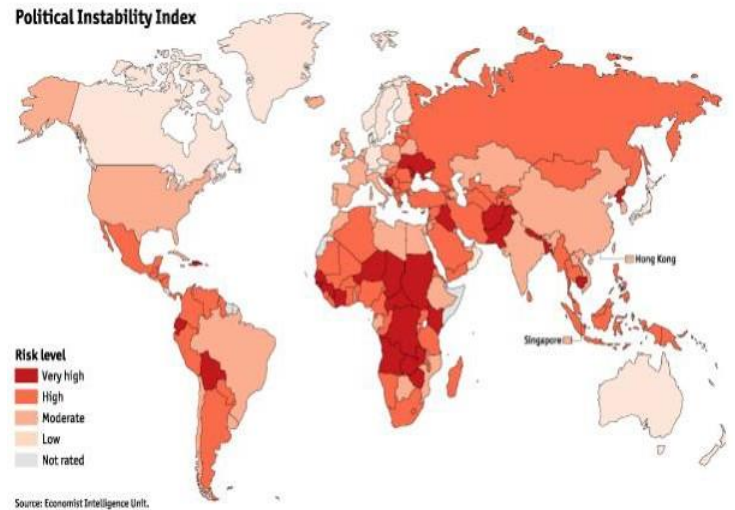 Political Instability Index
Hong Kong
Singapore
Risk level
Very high
High
Moderate
Low
Not rated
Source: Economist Intelligence Unit.